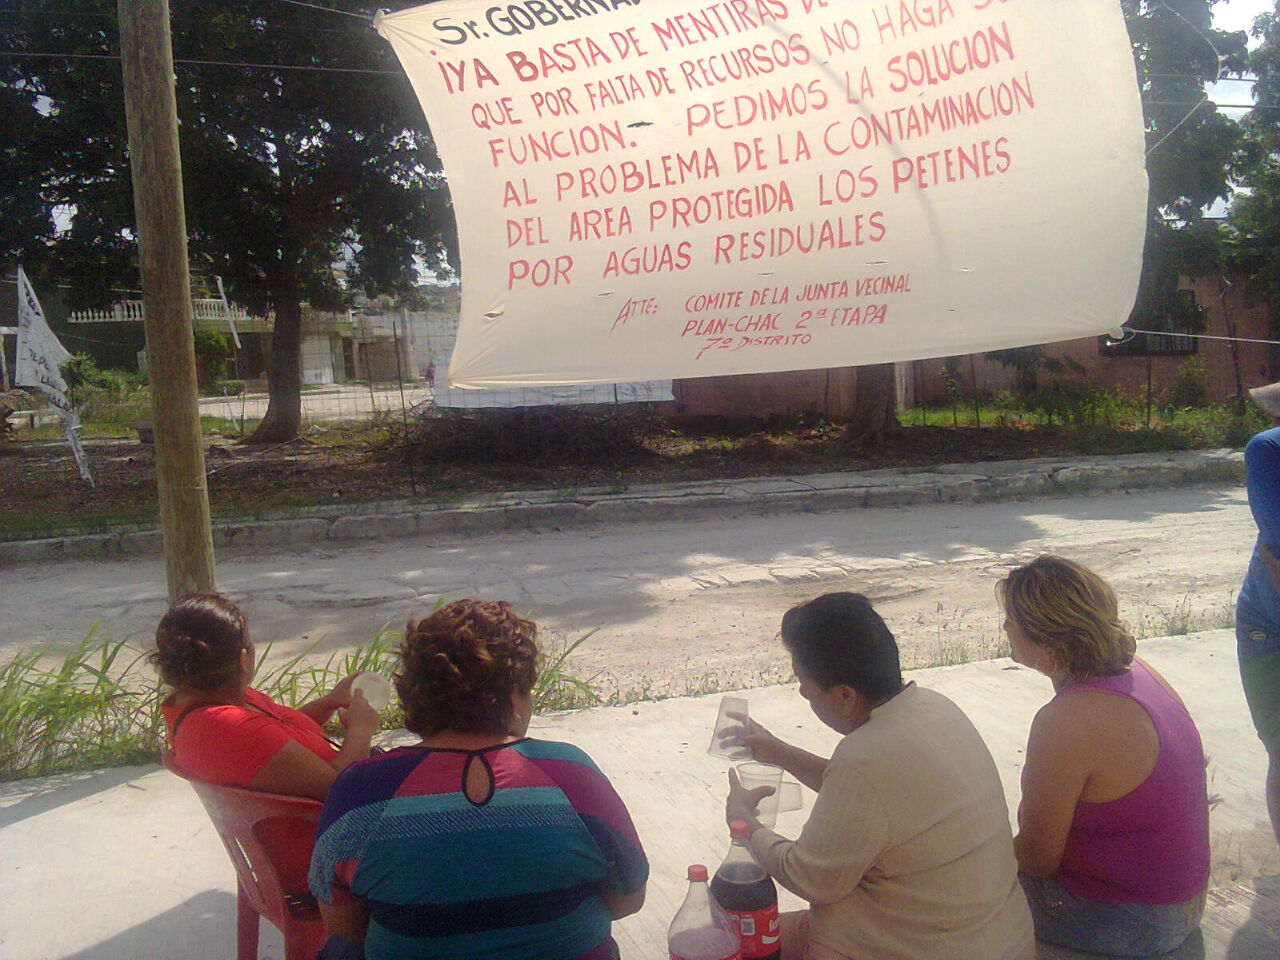 Sr. GOBERNAD
¡YA BASTA DE MENTIRAS DE
QUE POR FALTA DE RECURSOS NO HAGA SU
FUNCION.- PEDIMOS LA SOLUCION
AL PROBLEMA DE LA CONTAMINACION
DEL AREA PROTEGIDA LOS PETENES
POR AGUAS RESIDUALES
ATTE: COMITE DE LA JUNTA VECINAL
PLAN-CHAC 2ª ETAPA
7º DISTRITO